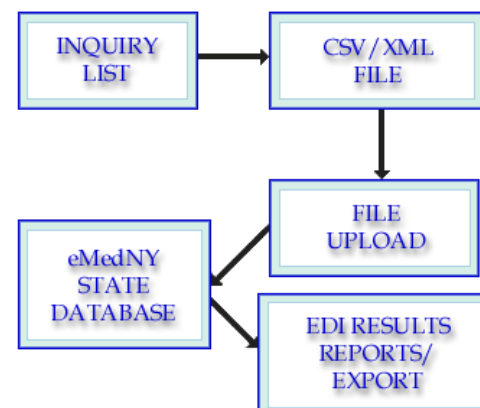 INQUIRY
LIST
CSV/XML
FILE
FILE
UPLOAD
eMedNY
STATE
DATABASE
EDI RESULTS
REPORTS/
EXPORT